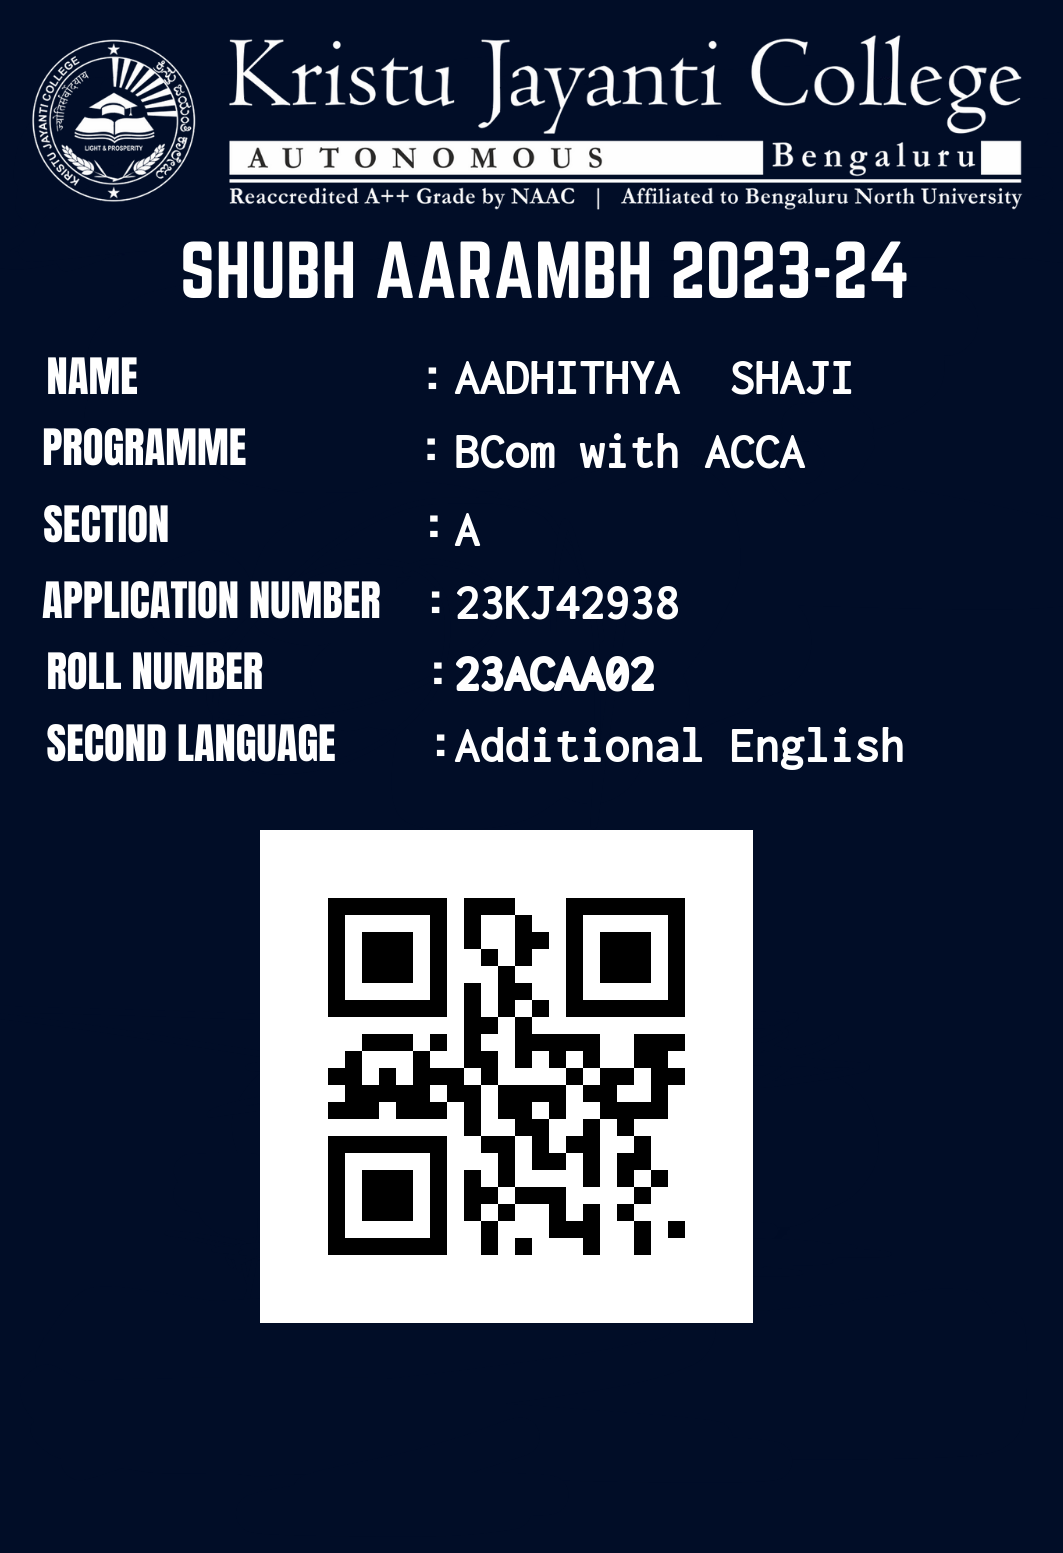 KRISTU JAYANTI COLLEGE
ಕ್ರಿಸ್ತು ಜಯಂತಿ ಕಾಲೇಜು
LIGHT & PROSPERITY
Kristu Jayanti College
AUTONOMOUS Bengaluru
Reaccredited A++ Grade by NAAC | Affiliated to Bengaluru North University
SHUBH AARAMBH 2023-24
NAME : AADHITHYA SHAJI
PROGRAMME : BCom with ACCA
SECTION : A
APPLICATION NUMBER : 23KJ42938
ROLL NUMBER : 23ACAA02
SECOND LANGUAGE : Additional English